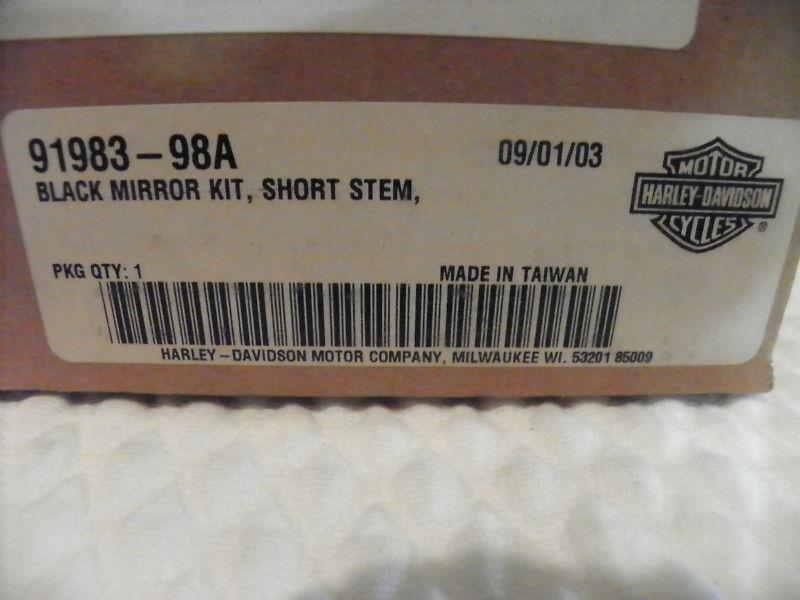 91983-98A 09/01/03
BLACK MIRROR KIT, SHORT STEM,
MOTOR
HARLEY-DAVIDSON
CYCLES
®
PKG QTY: 1 MADE IN TAIWAN
HARLEY-DAVIDSON MOTOR COMPANY, MILWAUKEE WI. 53201 85009